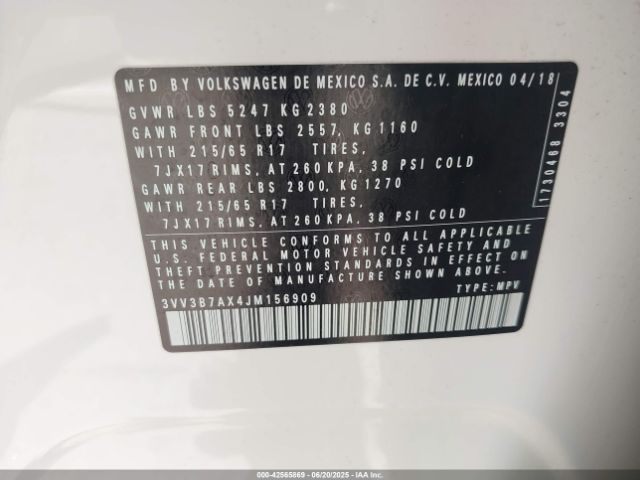 MFD BY VOLKSWAGEN DE MEXICO S.A. DE C.V. MEXICO 04/18
GVWR LBS 5247 KG 2380
GAWR FRONT LBS 2557, KG 1160
WITH 215/65 R17 TIRES,
7JX17 RIMS, AT 260 KPA, 38 PSI COLD
GAWR REAR LBS 2800, KG 1270
WITH 215/65 R17 TIRES,
7JX17 RIMS, AT 260 KPA, 38 PSI COLD
THIS VEHICLE CONFORMS TO ALL APPLICABLE
U.S. FEDERAL MOTOR VEHICLE SAFETY AND
THEFT PREVENTION STANDARDS IN EFFECT ON
THE DATE OF MANUFACTURE SHOWN ABOVE.
3VV3B7AX4JM156909 TYPE: MPV
1730468 3304
000-42565869 - 06/20/2025 - IAAI.COM